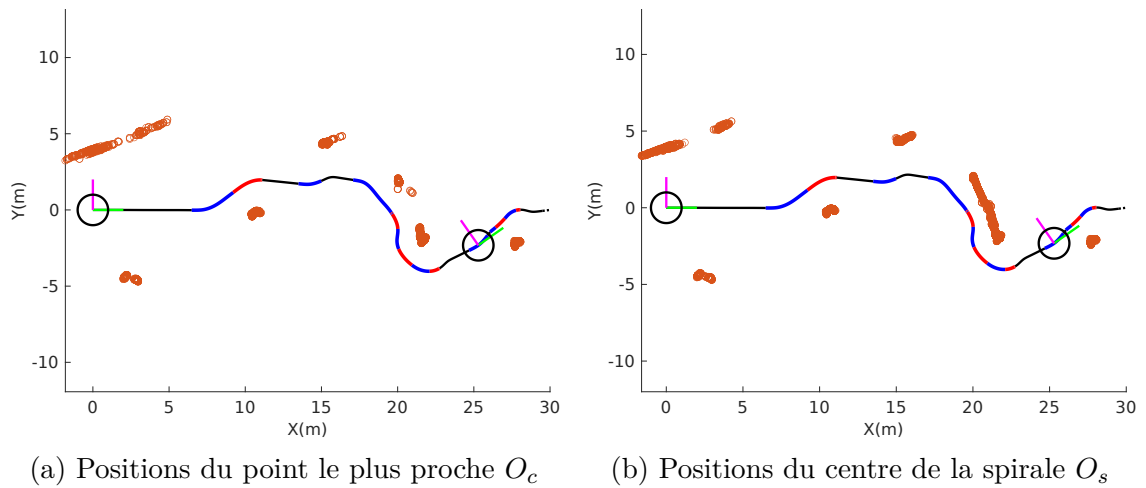 10
5
0
-5
-10
Y(m)
0 5 10 15 20 25 30
X(m)
(a) Positions du point le plus proche O_c
10
5
0
-5
-10
Y(m)
0 5 10 15 20 25 30
X(m)
(b) Positions du centre de la spirale O_s